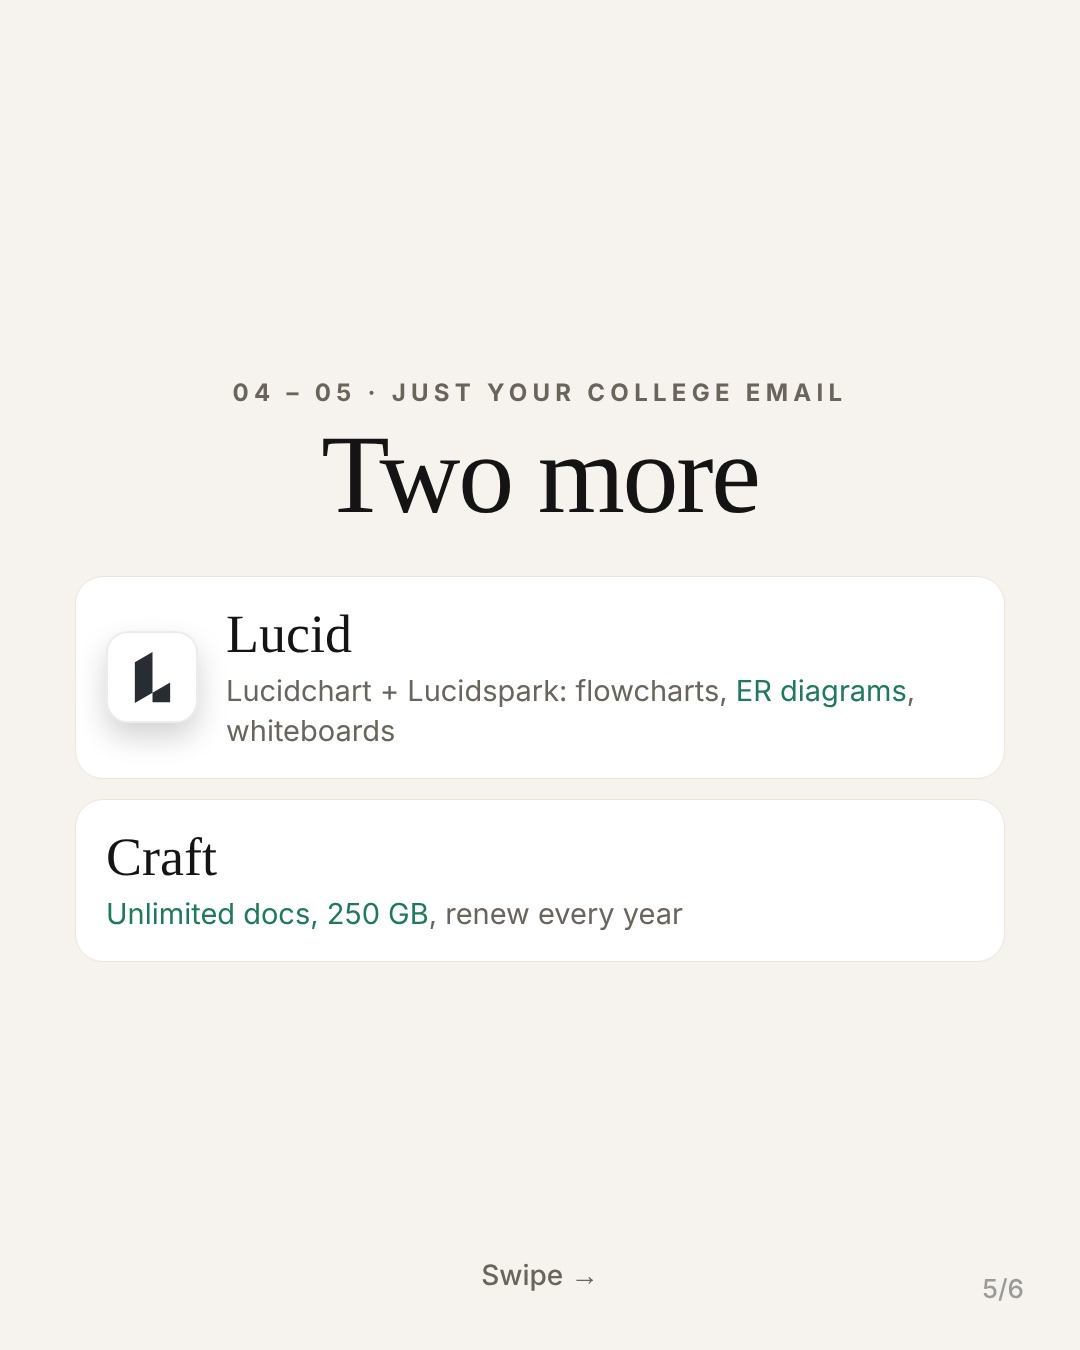 04 – 05 · JUST YOUR COLLEGE EMAIL
Two more
Lucid
Lucidchart + Lucidspark: flowcharts, ER diagrams,
whiteboards
Craft
Unlimited docs, 250 GB, renew every year
Swipe →
5/6